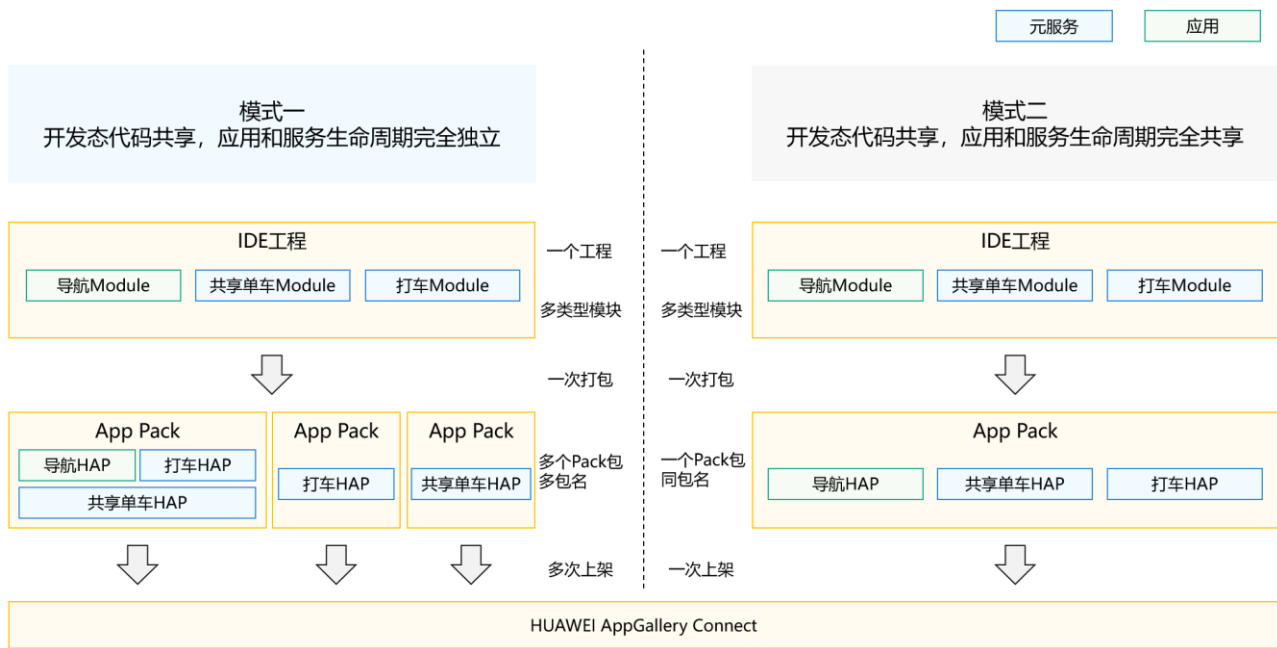 元服务
应用
模式一
开发态代码共享，应用和服务生命周期完全独立
模式二
开发态代码共享，应用和服务生命周期完全共享
IDE工程
导航Module
共享单车Module
打车Module
一个工程
多类型模块
一个工程
多类型模块
IDE工程
导航Module
共享单车Module
打车Module
一次打包
一次打包
App Pack
导航HAP
打车HAP
共享单车HAP
App Pack
打车HAP
App Pack
共享单车HAP
多个Pack包
多包名
一个Pack包
同包名
App Pack
导航HAP
共享单车HAP
打车HAP
多次上架
一次上架
HUAWEI AppGallery Connect